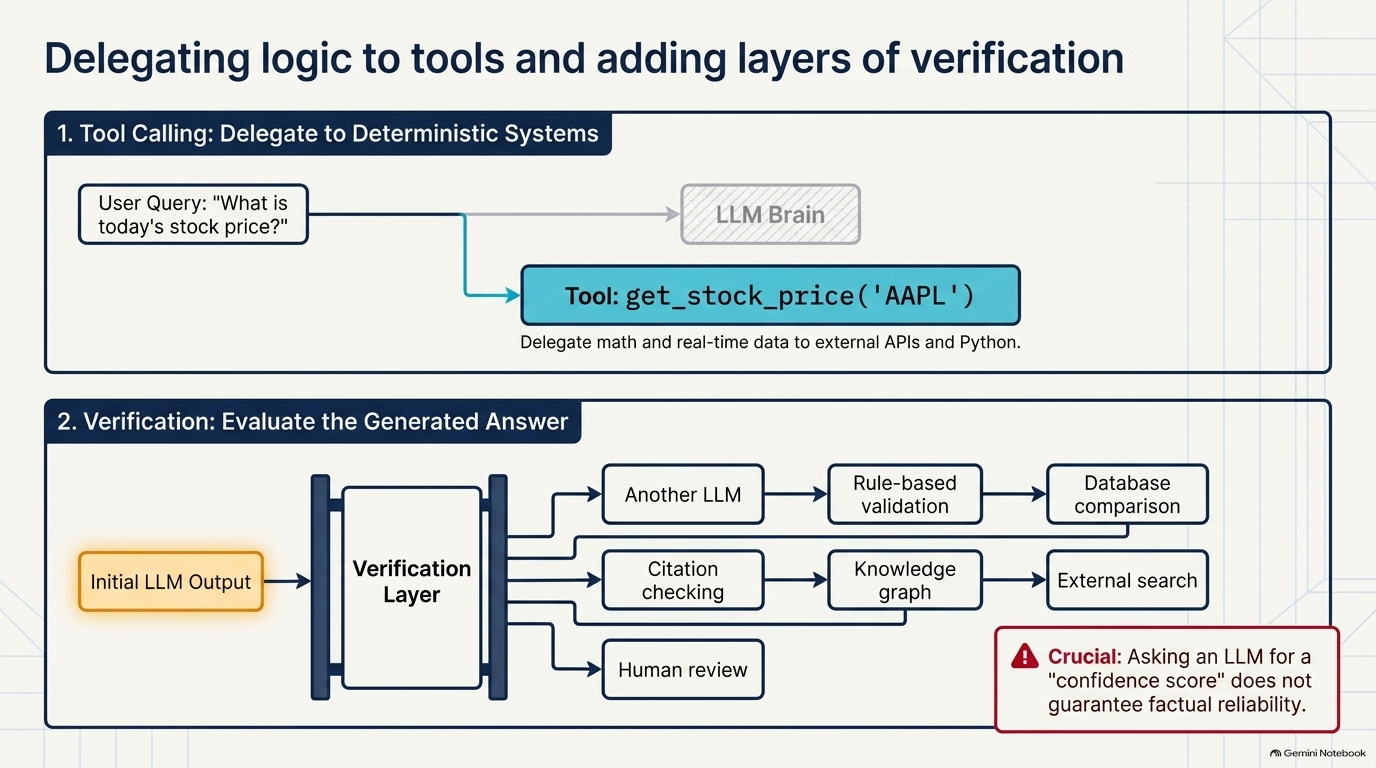 Delegating logic to tools and adding layers of verification
1. Tool Calling: Delegate to Deterministic Systems
User Query: "What is
today's stock price?"
LLM Brain
Tool: get_stock_price('AAPL')
Delegate math and real-time data to external APIs and Python.
2. Verification: Evaluate the Generated Answer
Initial LLM Output
Verification
Layer
Another LLM
Rule-based
validation
Database
comparison
Citation
checking
Knowledge
graph
External search
Human review
Crucial: Asking an LLM for a
"confidence score" does not
guarantee factual reliability.
Gemini Notebook